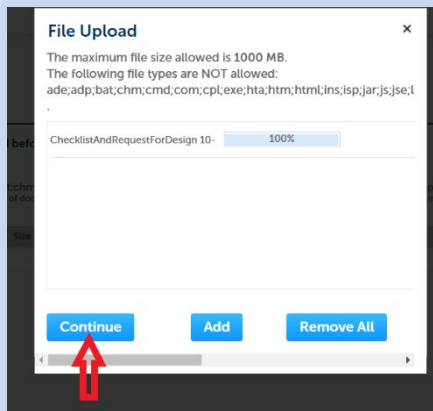 File Upload ×
The maximum file size allowed is 1000 MB.
The following file types are NOT allowed:
ade;adp;bat;chm;cmd;com;cpl;exe;hta;htm;html;ins;isp;jar;js;jse;l
.
ChecklistAndRequestForDesign 10- 100%
Continue Add Remove All
Size